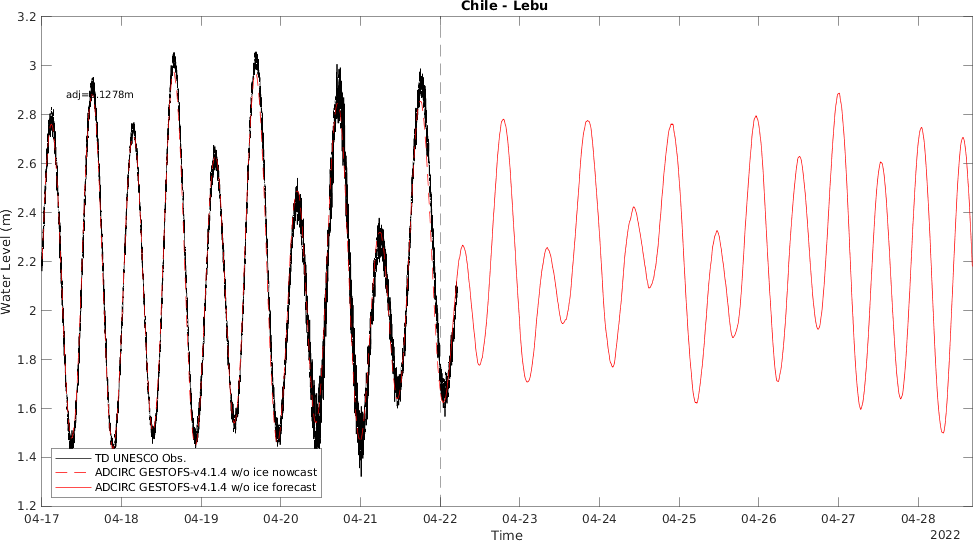 Chile - Lebu
3.2
3
2.8
2.6
2.4
2.2
2
1.8
1.6
1.4
1.2
Water Level (m)
TD UNESCO Obs.
ADCIRC GESTOFS-v4.1.4 w/o ice nowcast
ADCIRC GESTOFS-v4.1.4 w/o ice forecast
04-17 04-18 04-19 04-20 04-21 04-22 04-23 04-24 04-25 04-26 04-27 04-28
Time
2022